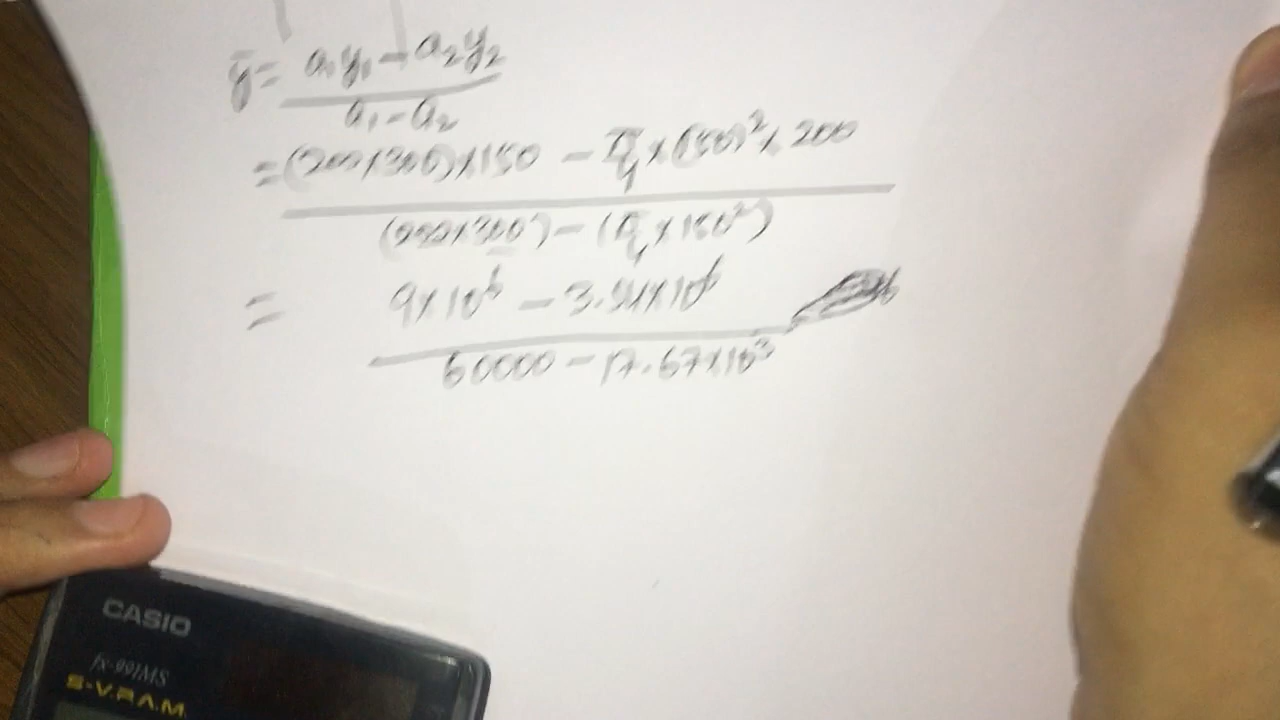 ȳ = a₁y₁ - a₂y₂
a₁ - a₂
= (200×300)×150 - π/4 × (150)² × 200
(200×300) - (π/4 × 150²)
= 9×10⁶ - 3.54×10⁶
60000 - 17.67×10³
CASIO
fx-991MS
S-V.P.A.M.